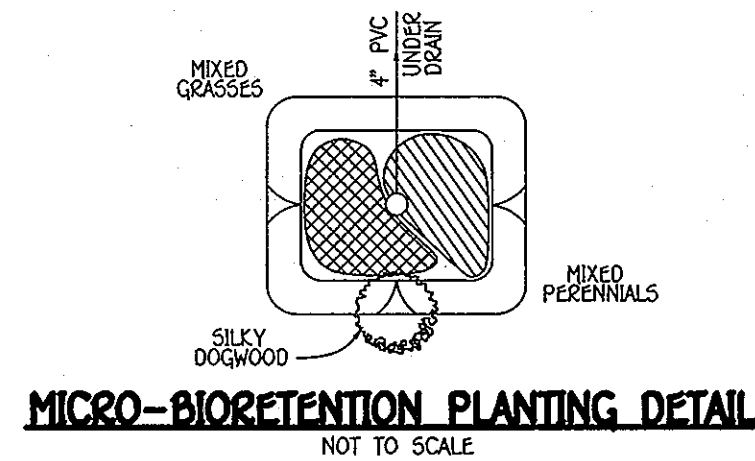 4" PVC
UNDER
DRAIN
MIXED
GRASSES
MIXED
PERENNIALS
SILKY
DOGWOOD
MICRO-BIORETENTION PLANTING DETAIL
NOT TO SCALE